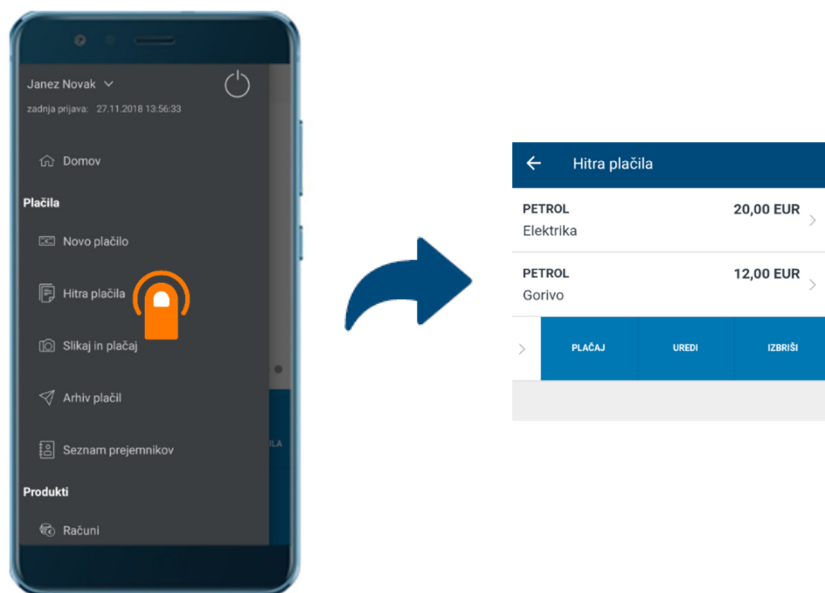 Janez Novak
zadnja prijava: 27.11.2018 13:56:33
Domov
Plačila
Novo plačilo
Hitra plačila
Slikaj in plačaj
Arhiv plačil
ILA
Seznam prejemnikov
Produkti
Računi
Hitra plačila
PETROL 20,00 EUR
Elektrika
PETROL 12,00 EUR
Gorivo
PLAČAJ UREDI IZBRIŠI